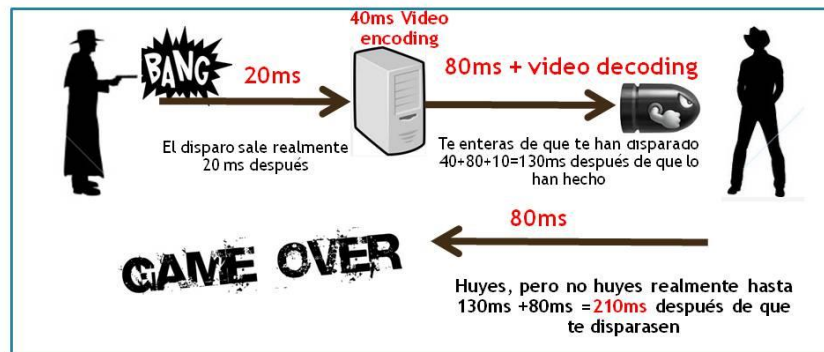 40ms Video
encoding
BANG
20ms
80ms + video decoding
El disparo sale realmente
20 ms después
Te enteras de que te han disparado
40+80+10=130ms después de que lo
han hecho
80ms
GAME OVER
Huyes, pero no huyes realmente hasta
130ms +80ms =210ms después de que
te disparasen